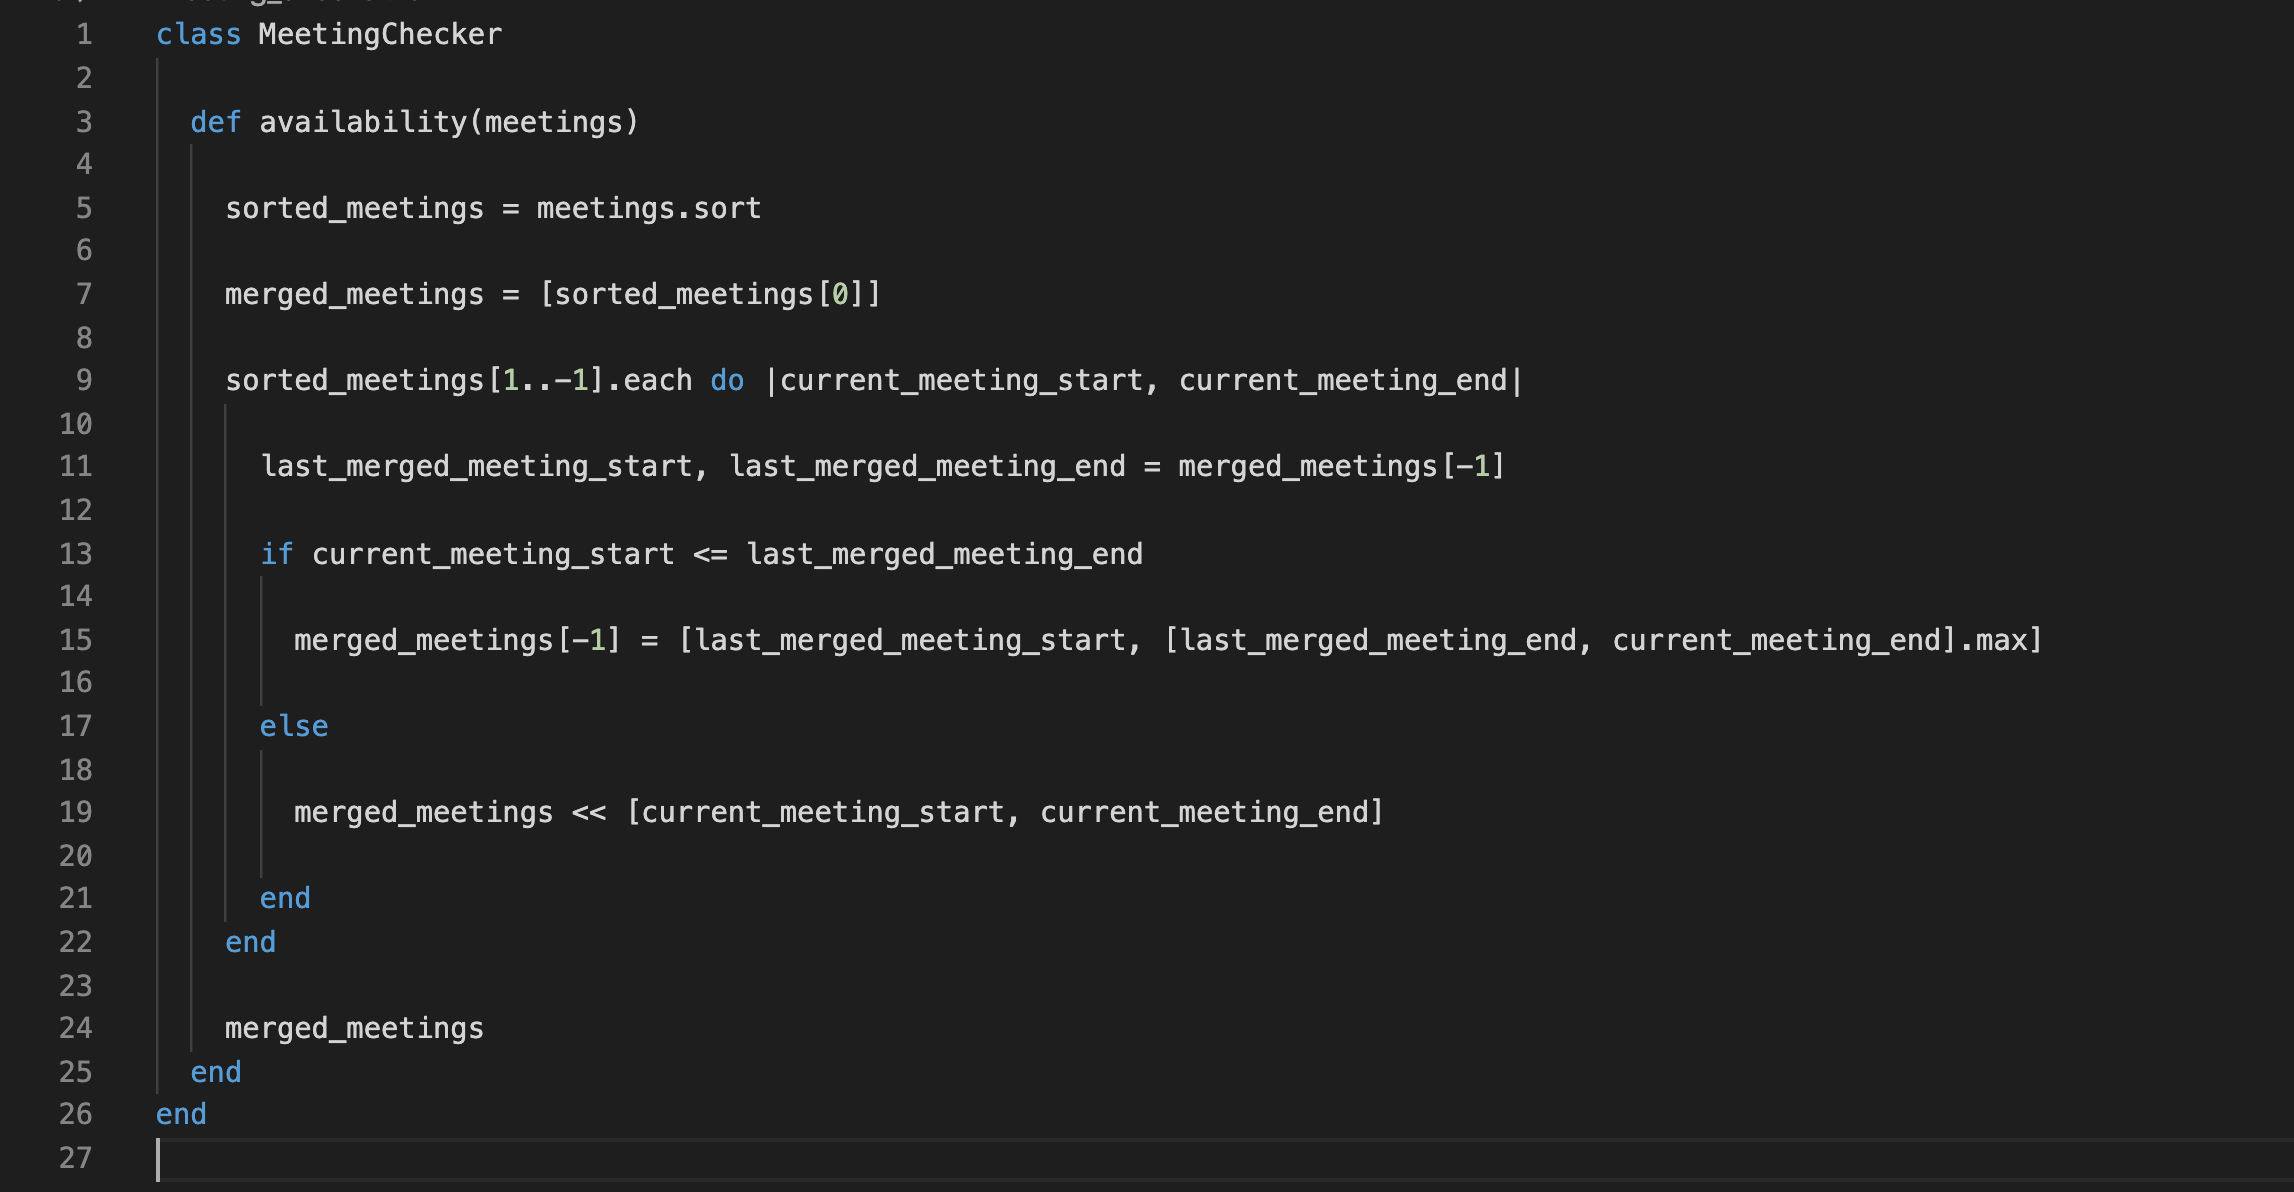 1 class MeetingChecker
2
3 def availability(meetings)
4
5 sorted_meetings = meetings.sort
6
7 merged_meetings = [sorted_meetings[0]]
8
9 sorted_meetings[1..-1].each do |current_meeting_start, current_meeting_end|
10
11 last_merged_meeting_start, last_merged_meeting_end = merged_meetings[-1]
12
13 if current_meeting_start <= last_merged_meeting_end
14
15 merged_meetings[-1] = [last_merged_meeting_start, [last_merged_meeting_end, current_meeting_end].max]
16
17 else
18
19 merged_meetings << [current_meeting_start, current_meeting_end]
20
21 end
22 end
23
24 merged_meetings
25 end
26 end
27